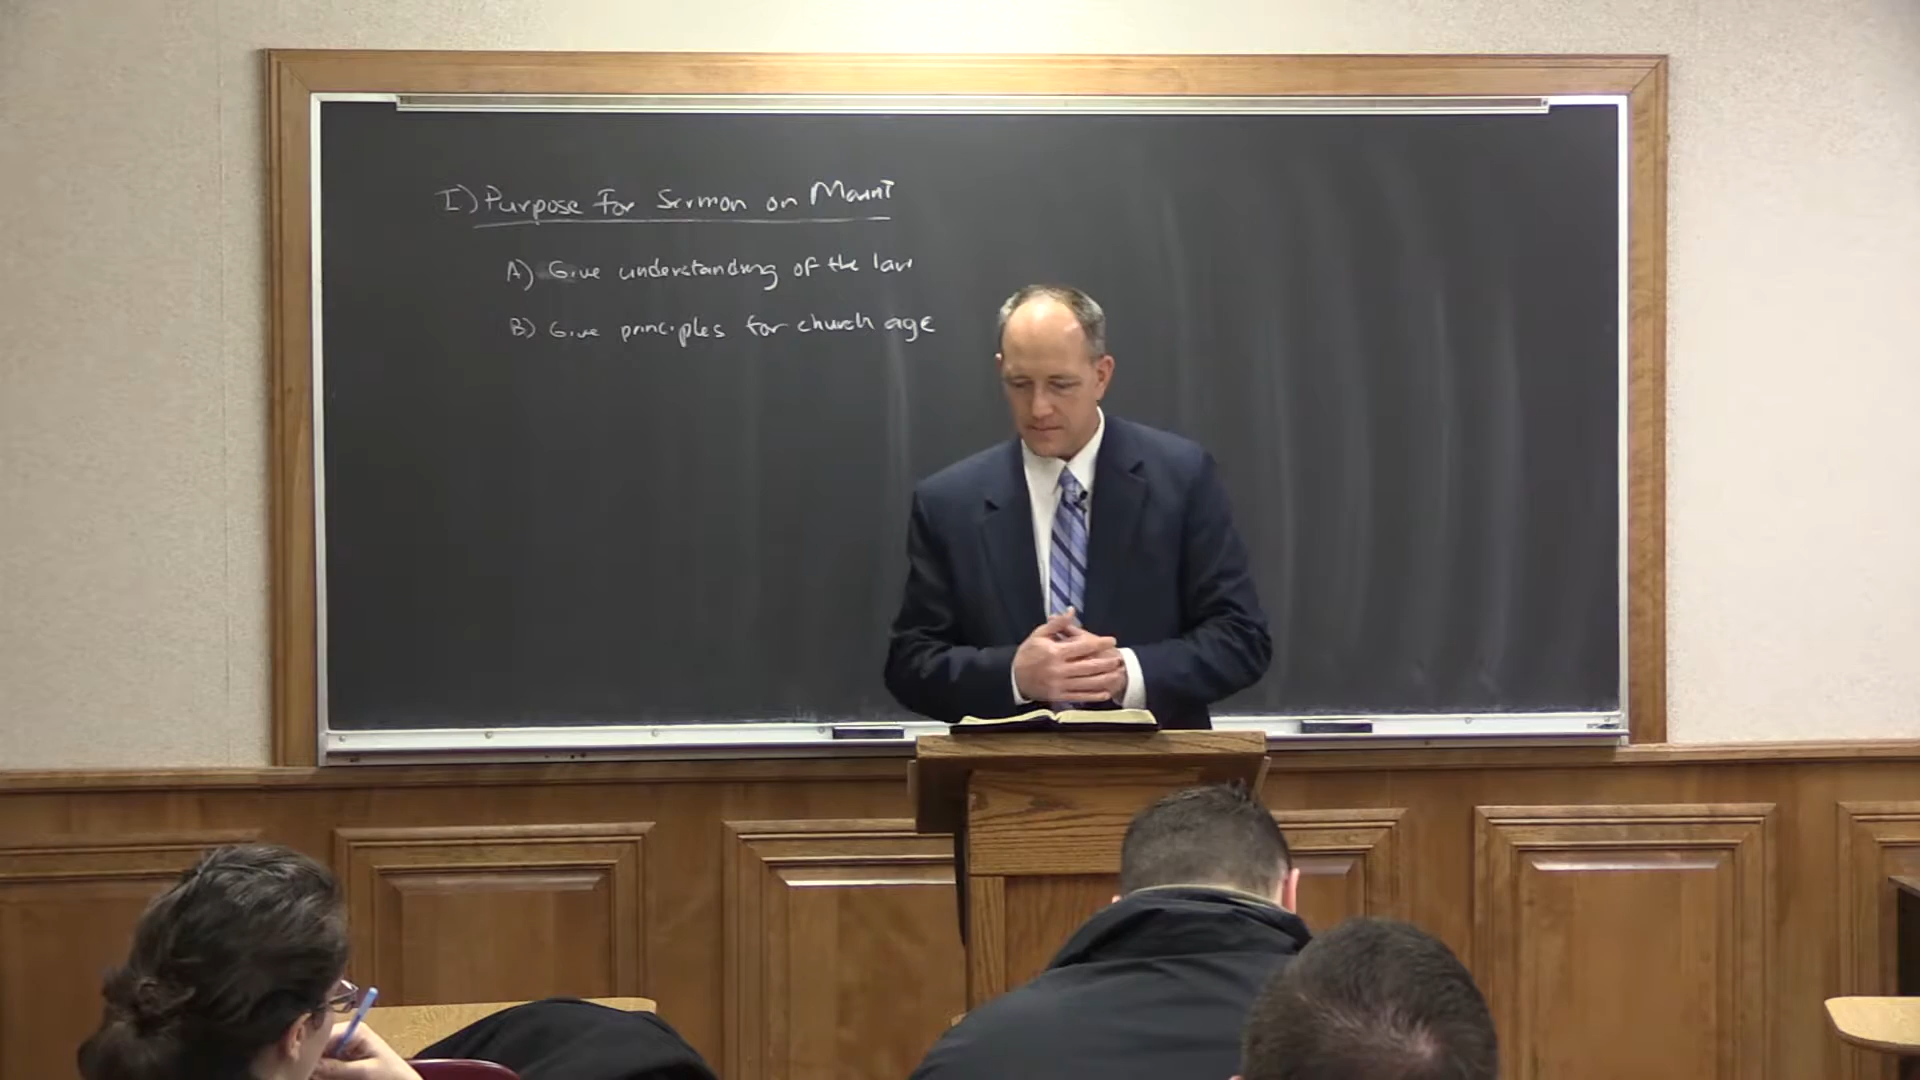 I) Purpose For Sermon on Mount
A) Give understanding of the law
B) Give principles for church age